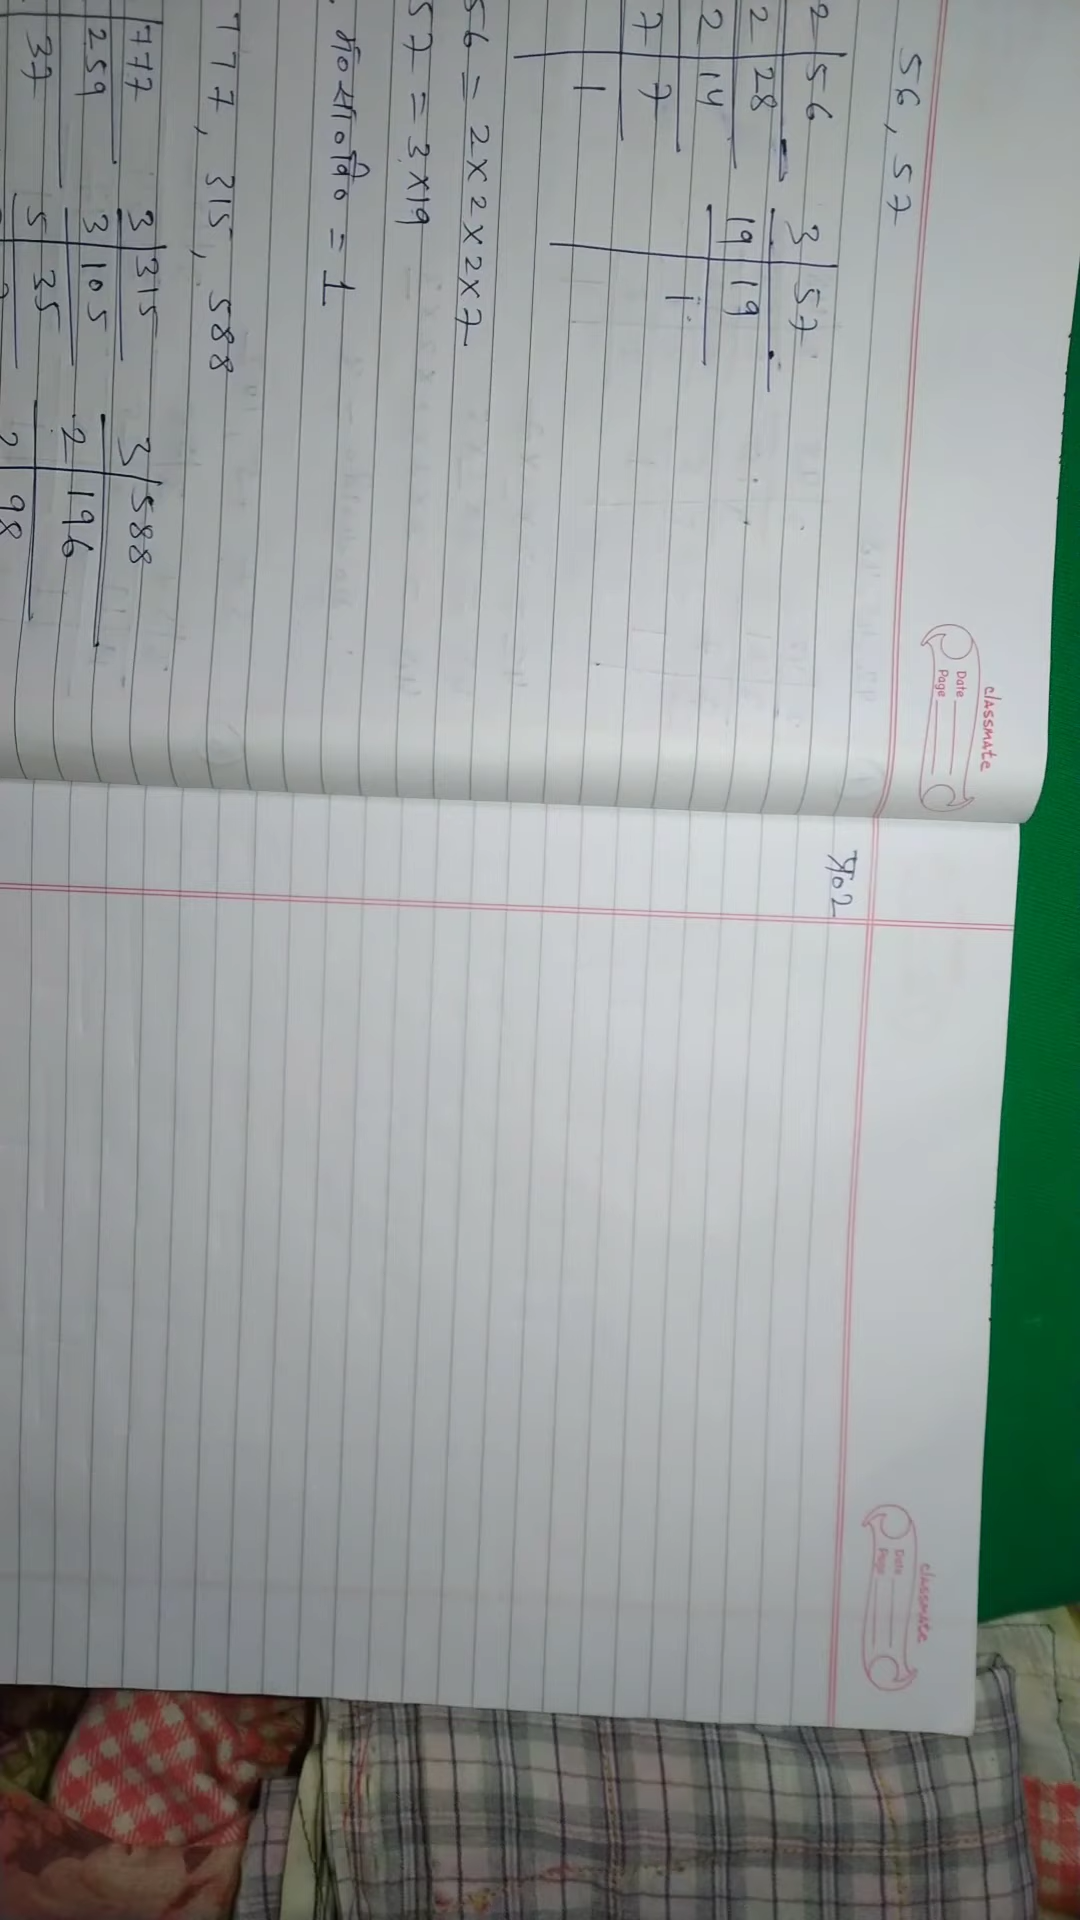 classmate
Date
Page
56, 57
2 56 3 57
2 28 19 19
2 14 1
7 7
1
56 = 2 x 2 x 2 x 7
57 = 3 x 19
म०स०वि० = 1
777, 315, 588
777 3 315 3 588
259 3 105 2 196
37 5 35 2 98
classmate
Date
Page
प्र०2